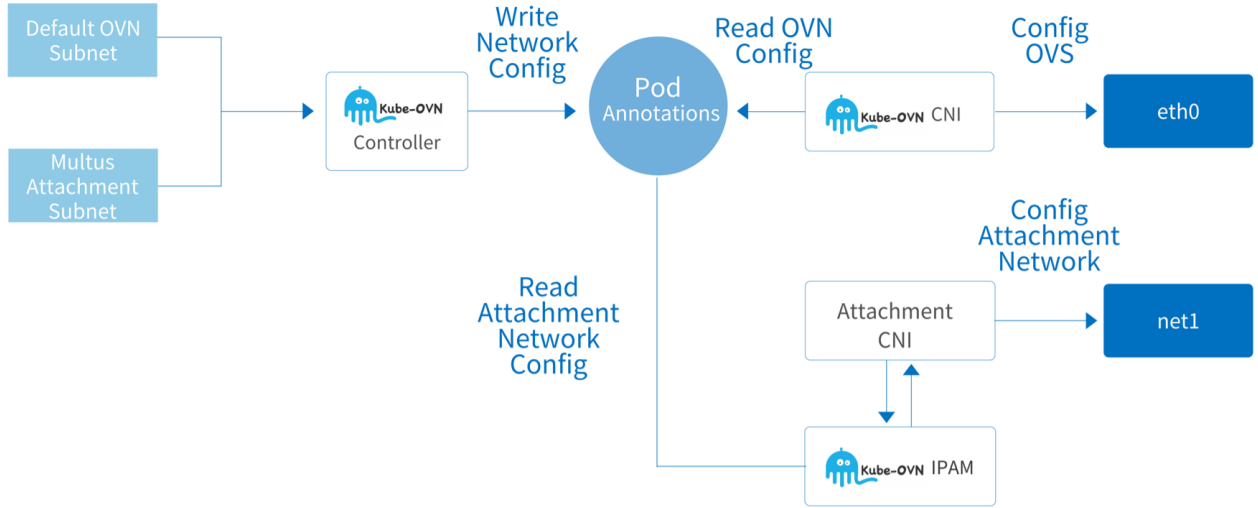 Default OVN
Subnet
Multus
Attachment
Subnet
Kube-OVN
Controller
Write
Network
Config
Pod
Annotations
Read OVN
Config
Kube-OVN CNI
Config
OVS
eth0
Read
Attachment
Network
Config
Attachment
CNI
Config
Attachment
Network
net1
Kube-OVN IPAM